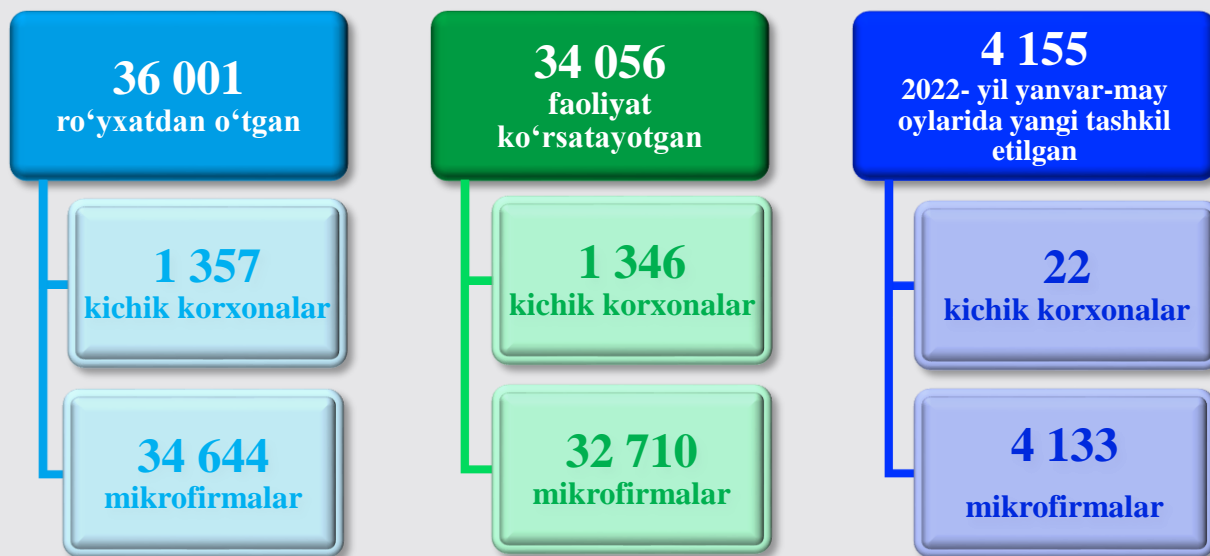 36 001
ro‘yxatdan o‘tgan
1 357
kichik korxonalar
34 644
mikrofirmalar
34 056
faoliyat
ko‘rsatayotgan
1 346
kichik korxonalar
32 710
mikrofirmalar
4 155
2022- yil yanvar-may
oylarida yangi tashkil
etilgan
22
kichik korxonalar
4 133
mikrofirmalar